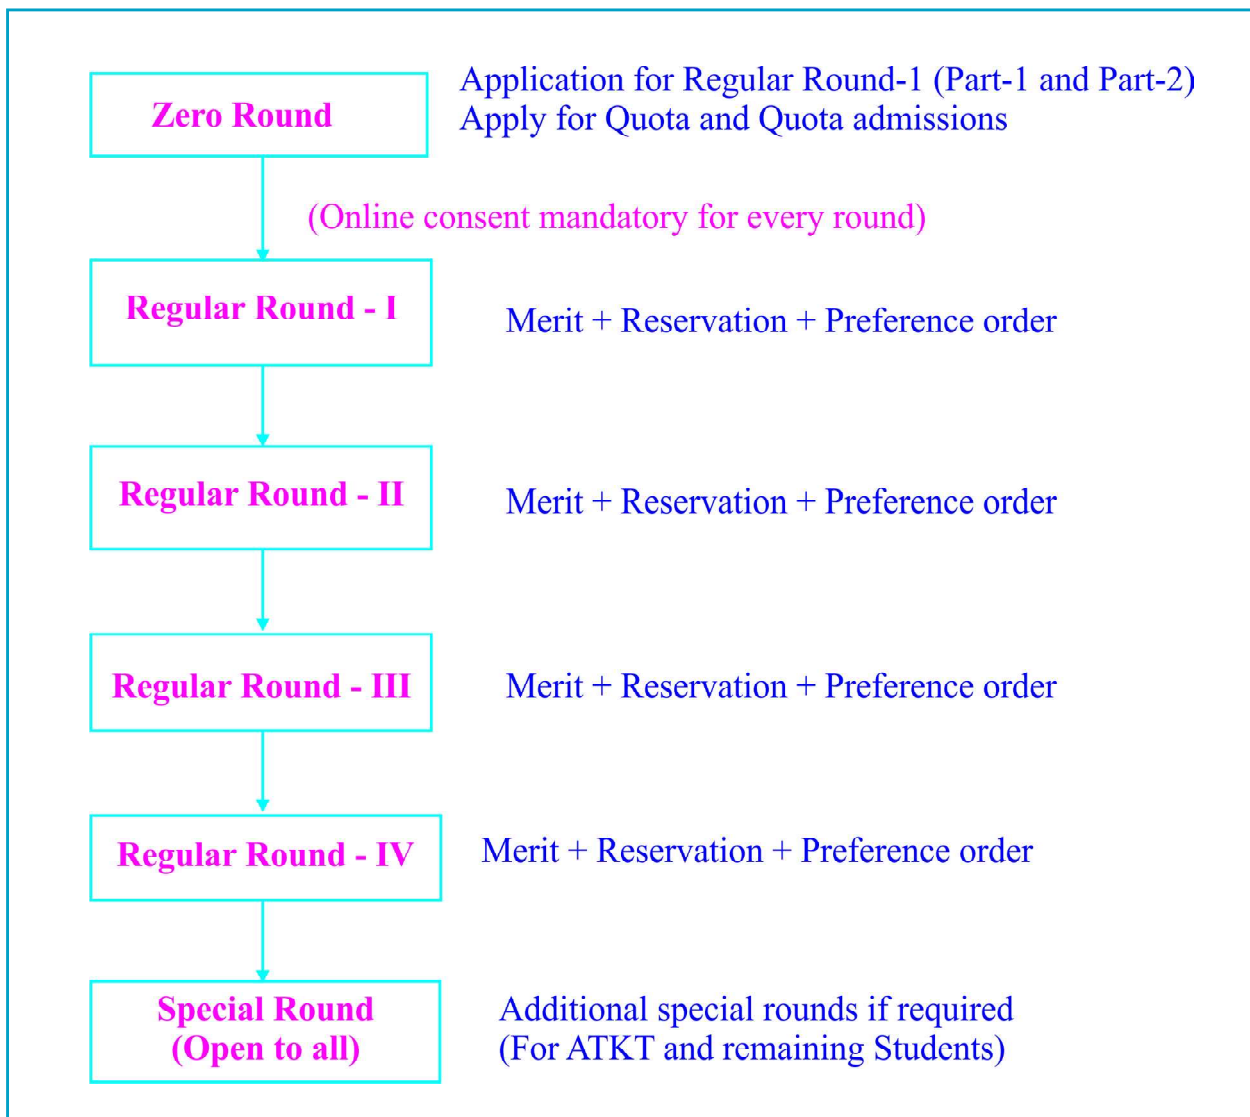 Zero Round
Application for Regular Round-1 (Part-1 and Part-2)
Apply for Quota and Quota admissions
(Online consent mandatory for every round)
Regular Round - I
Merit + Reservation + Preference order
Regular Round - II
Merit + Reservation + Preference order
Regular Round - III
Merit + Reservation + Preference order
Regular Round - IV
Merit + Reservation + Preference order
Special Round
(Open to all)
Additional special rounds if required
(For ATKT and remaining Students)